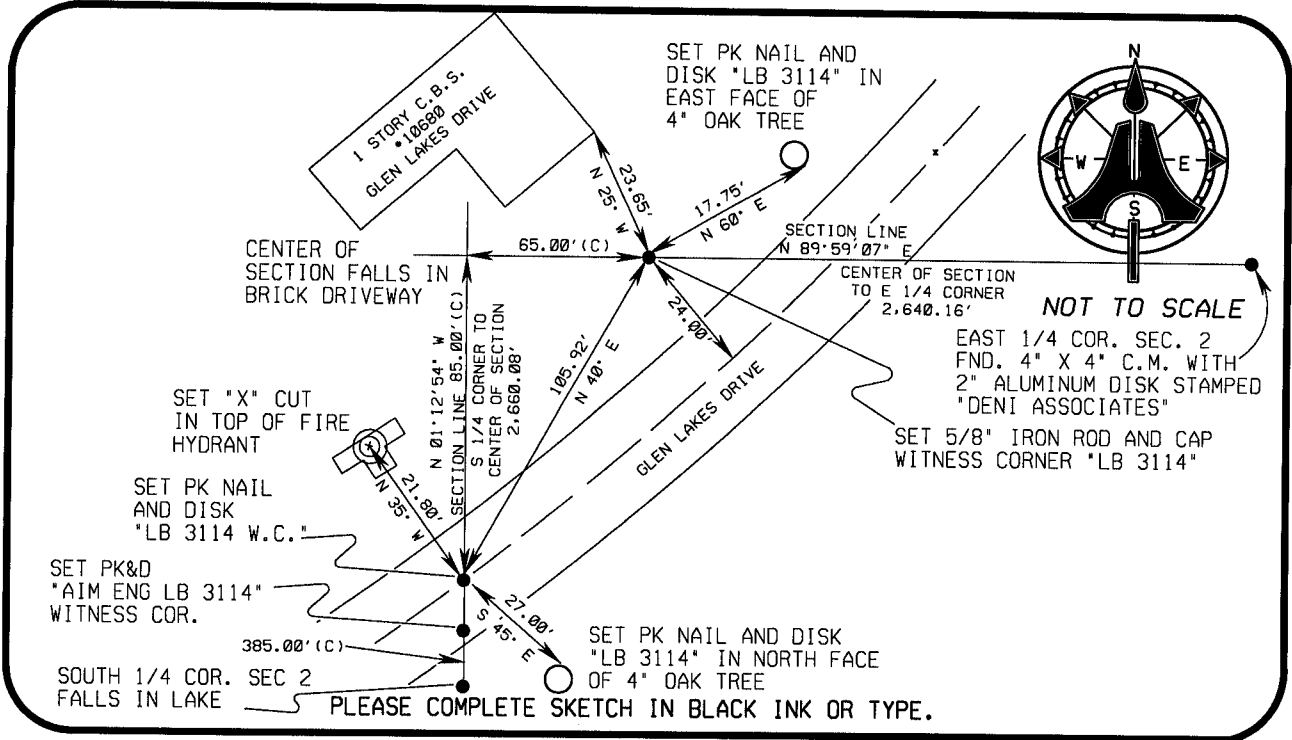 SET PK NAIL AND
DISK "LB 3114" IN
EAST FACE OF
4" OAK TREE
1 STORY C.B.S.
*10680
GLEN LAKES DRIVE
N
W
E
S
23.65'
N 25° W
17.75'
N 60° E
65.00'(C)
SECTION LINE
N 89°59'07" E
CENTER OF SECTION
TO E 1/4 CORNER
2,640.16'
CENTER OF
SECTION FALLS IN
BRICK DRIVEWAY
NOT TO SCALE
EAST 1/4 COR. SEC. 2
FND. 4" X 4" C.M. WITH
2" ALUMINUM DISK STAMPED
"DENI ASSOCIATES"
24.00'
105.92'
N 40° E
N 01°12'54" W
SECTION LINE 85.00'(C)
S 1/4 CORNER TO
CENTER OF SECTION
2,660.08'
GLEN LAKES DRIVE
SET "X" CUT
IN TOP OF FIRE
HYDRANT
x
x
SET 5/8" IRON ROD AND CAP
WITNESS CORNER "LB 3114"
21.80'
N 35° W
SET PK NAIL
AND DISK
"LB 3114 W.C."
SET PK&D
"AIM ENG LB 3114"
WITNESS COR.
27.00'
S 45° E
385.00'(C)
SET PK NAIL AND DISK
"LB 3114" IN NORTH FACE
OF 4" OAK TREE
SOUTH 1/4 COR. SEC 2
FALLS IN LAKE
PLEASE COMPLETE SKETCH IN BLACK INK OR TYPE.